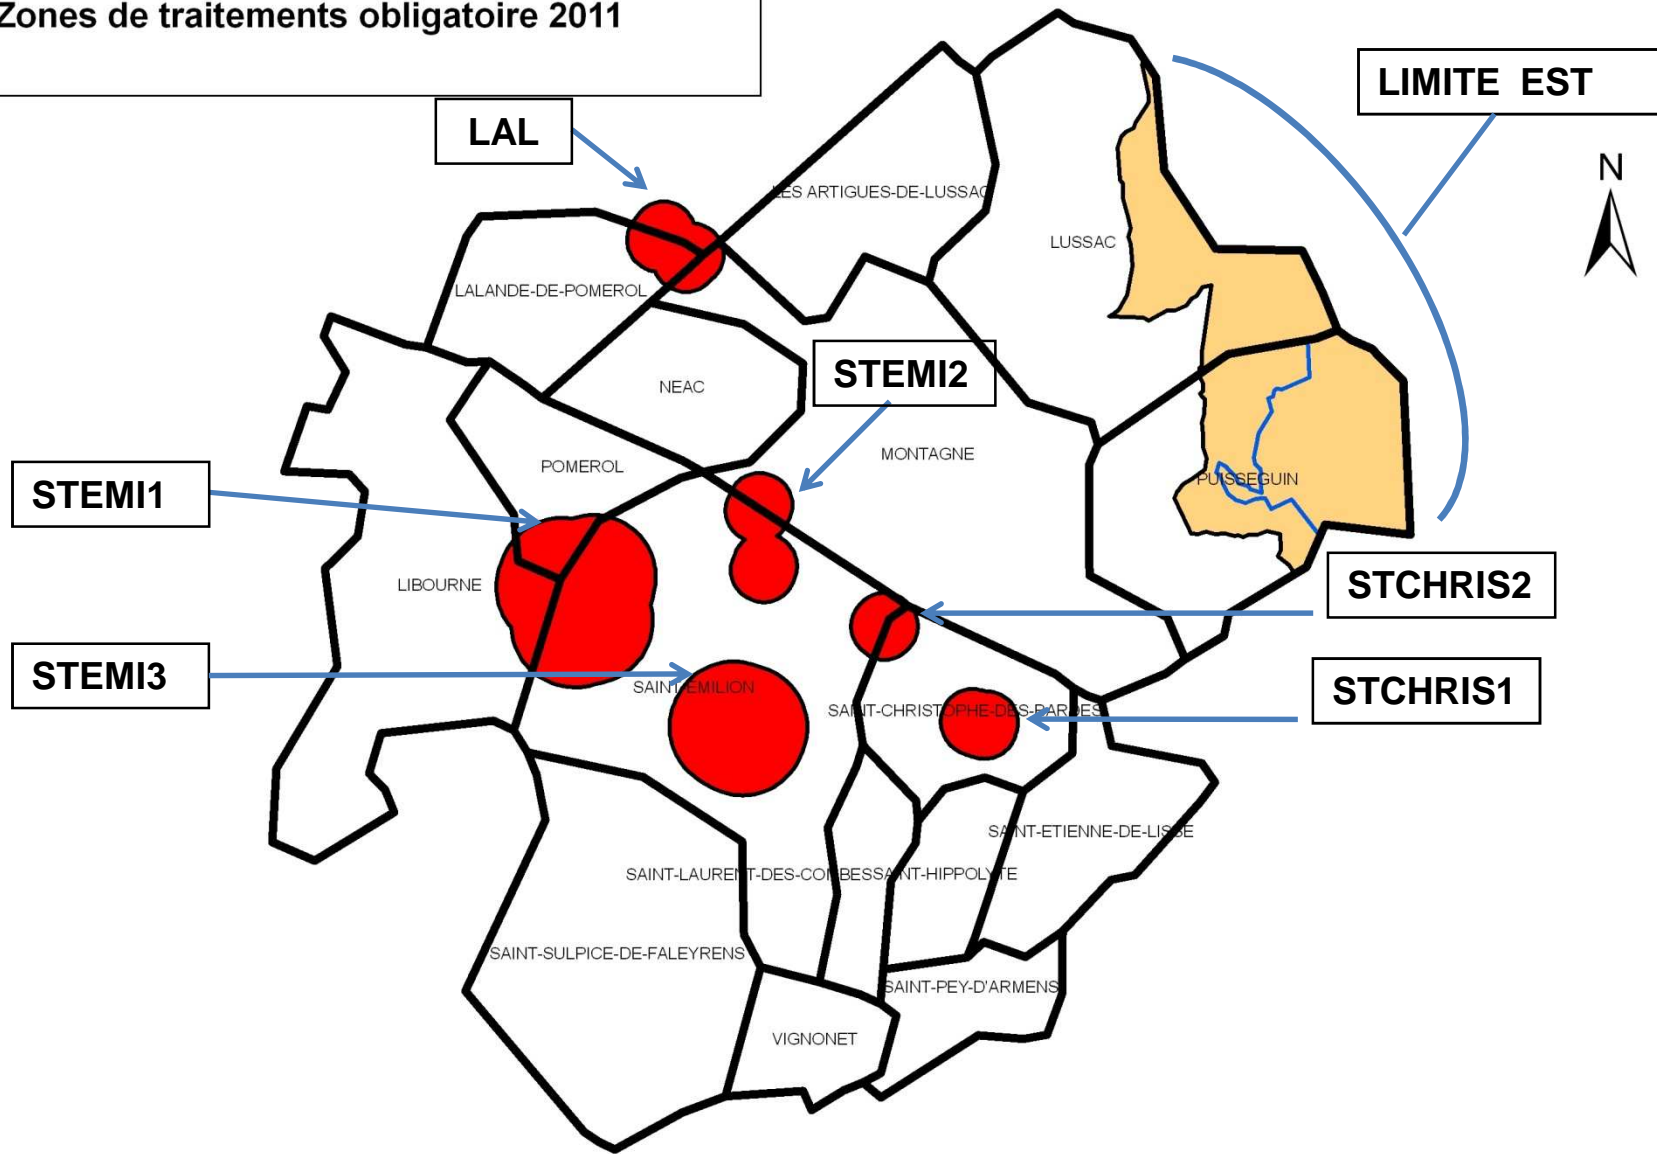 Zones de traitements obligatoire 2011
LIMITE EST
LAL
N
LES ARTIGUES-DE-LUSSAC
LUSSAC
LALANDE-DE-POMEROL
STEMI2
NEAC
MONTAGNE
POMEROL
PUISSEGUIN
STEMI1
LIBOURNE
STCHRIS2
STEMI3
SAINT-EMILION
STCHRIS1
SAINT-CHRISTOPHE-DES-BARDES
SAINT-ETIENNE-DE-LISSE
SAINT-LAURENT-DES-COMBES
SAINT-HIPPOLYTE
SAINT-SULPICE-DE-FALEYRENS
SAINT-PEY-D'ARMENS
VIGNONET